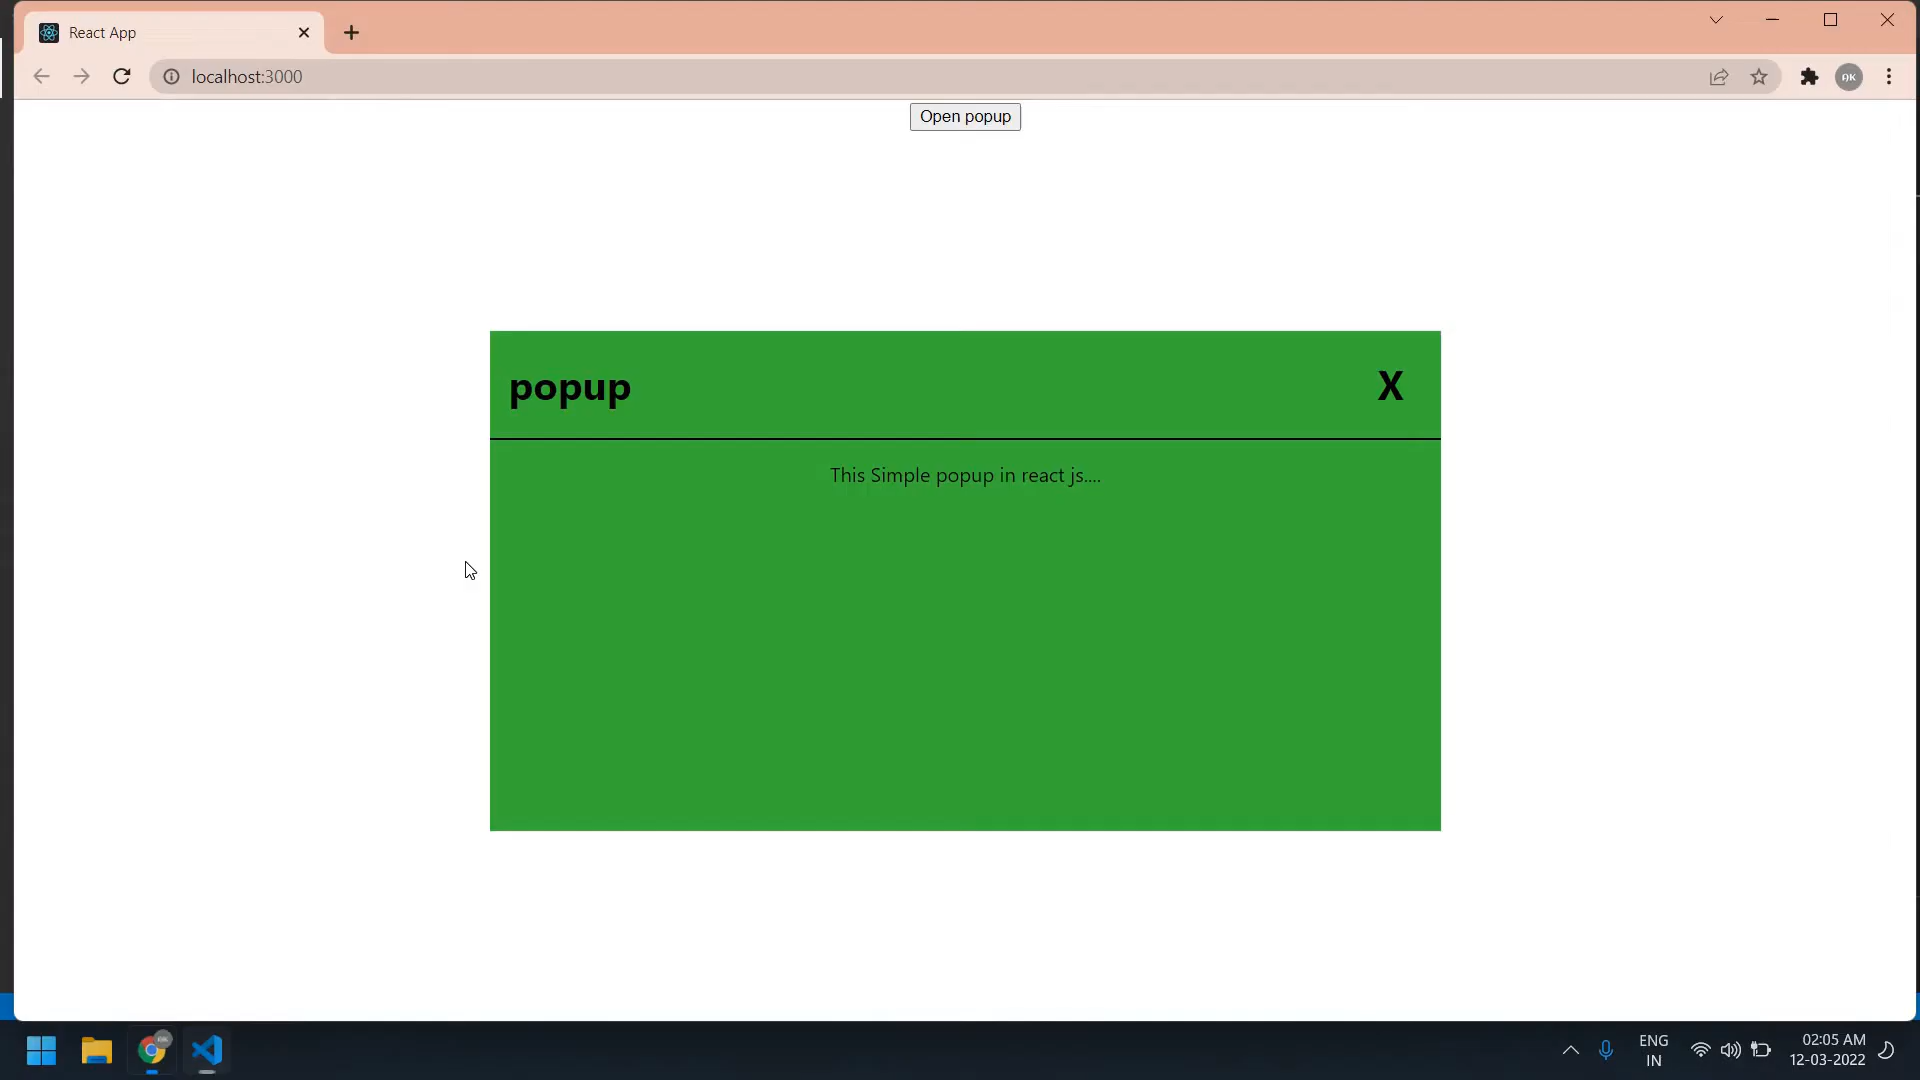 React App
localhost:3000
AK
Open popup
popup X
This Simple popup in react js....
ENG
IN
02:05 AM
12-03-2022